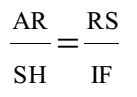 AR/SH = RS/IF